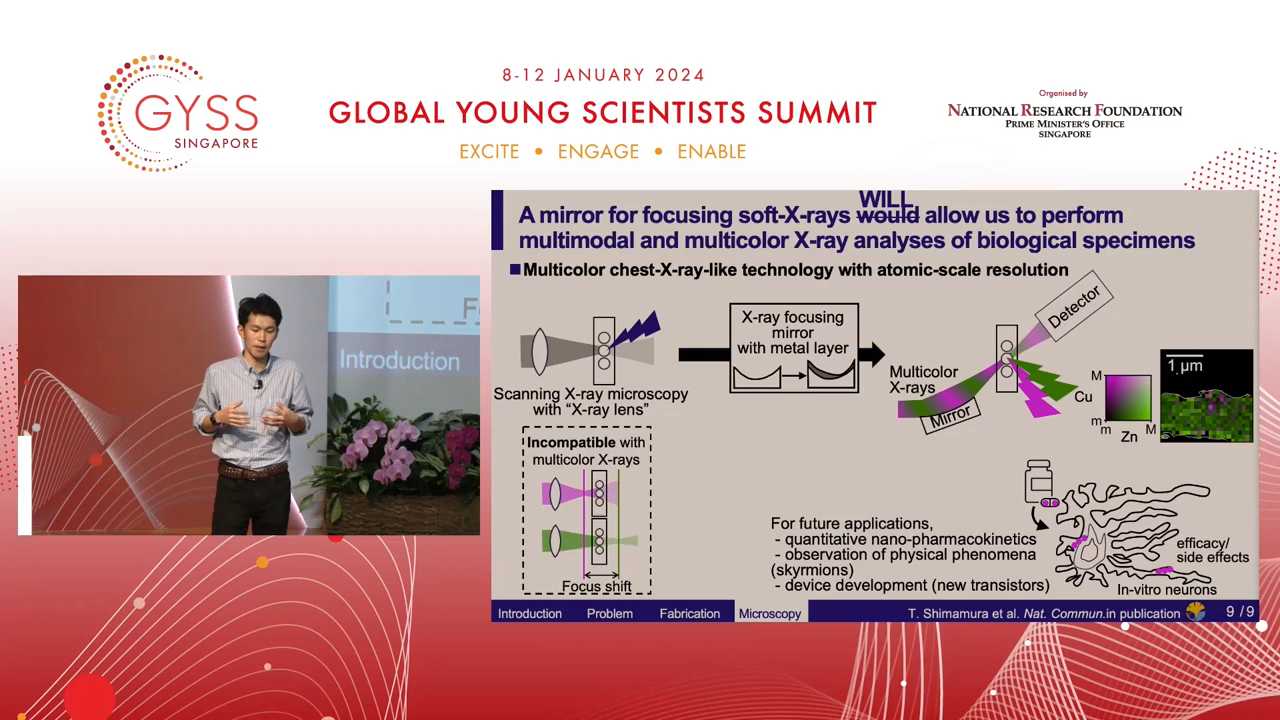 8-12 JANUARY 2024
GYSS
SINGAPORE
GLOBAL YOUNG SCIENTISTS SUMMIT
EXCITE • ENGAGE • ENABLE
Organised by
NATIONAL RESEARCH FOUNDATION
PRIME MINISTER'S OFFICE
SINGAPORE
Introduction
WILL
A mirror for focusing soft-X-rays would allow us to perform
multimodal and multicolor X-ray analyses of biological specimens
Multicolor chest-X-ray-like technology with atomic-scale resolution
Scanning X-ray microscopy
with “X-ray lens”
X-ray focusing
mirror
with metal layer
Detector
Multicolor
X-rays
Mirror
M
Cu
m
m
M
Zn
1 µm
Incompatible with
multicolor X-rays
Focus shift
For future applications,
- quantitative nano-pharmacokinetics
- observation of physical phenomena
(skyrmions)
- device development (new transistors)
efficacy/
side effects
In-vitro neurons
Introduction Problem Fabrication Microscopy T. Shimamura et al. Nat. Commun.in publication 9 / 9